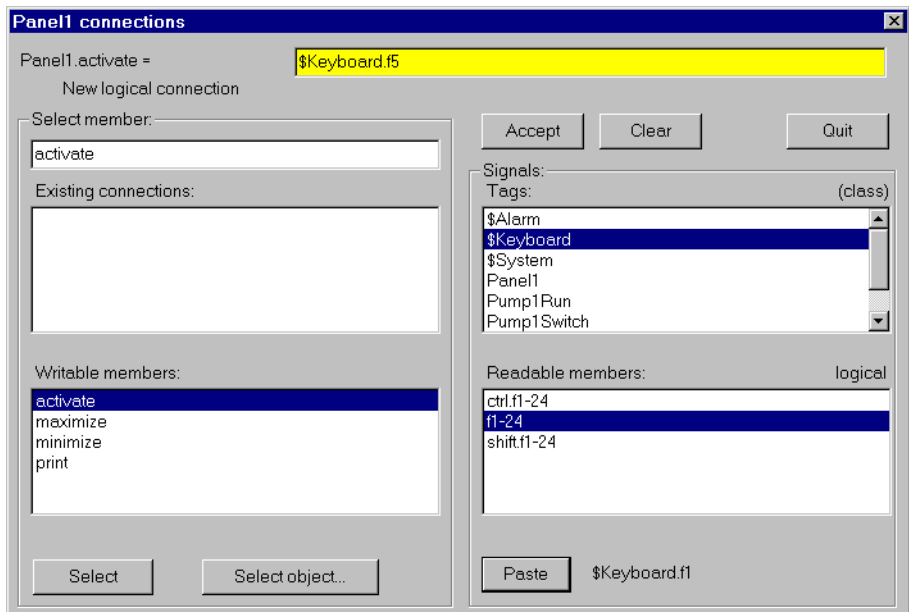 Panel1 connections
Panel1.activate =
$Keyboard.f5
New logical connection
Select member:
activate
Existing connections:
Writable members:
activate
maximize
minimize
print
Select
Select object...
Accept
Clear
Quit
Signals:
Tags:
(class)
$Alarm
$Keyboard
$System
Panel1
Pump1Run
Pump1Switch
Readable members:
logical
ctrl.f1-24
f1-24
shift.f1-24
Paste
$Keyboard.f1